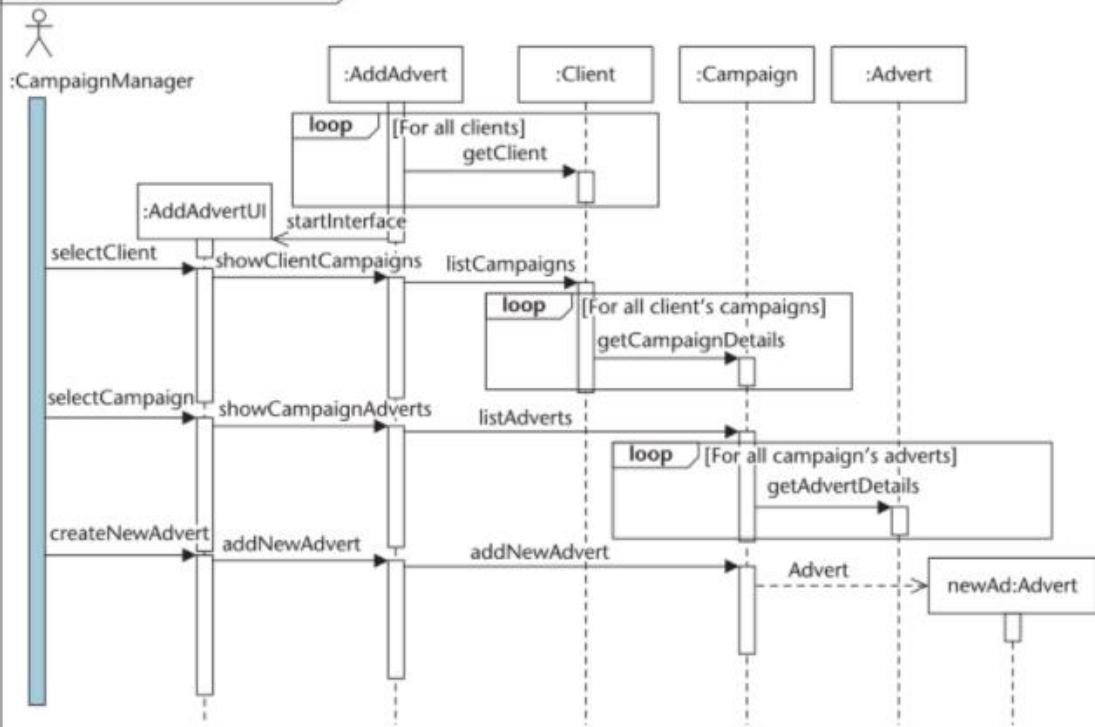 :CampaignManager
:AddAdvert
:Client
:Campaign
:Advert
loop
[For all clients]
getClient
:AddAdvertUI
startInterface
selectClient
showClientCampaigns
listCampaigns
loop
[For all client's campaigns]
getCampaignDetails
selectCampaign
showCampaignAdverts
listAdverts
loop
[For all campaign's adverts]
getAdvertDetails
createNewAdvert
addNewAdvert
addNewAdvert
Advert
newAd:Advert